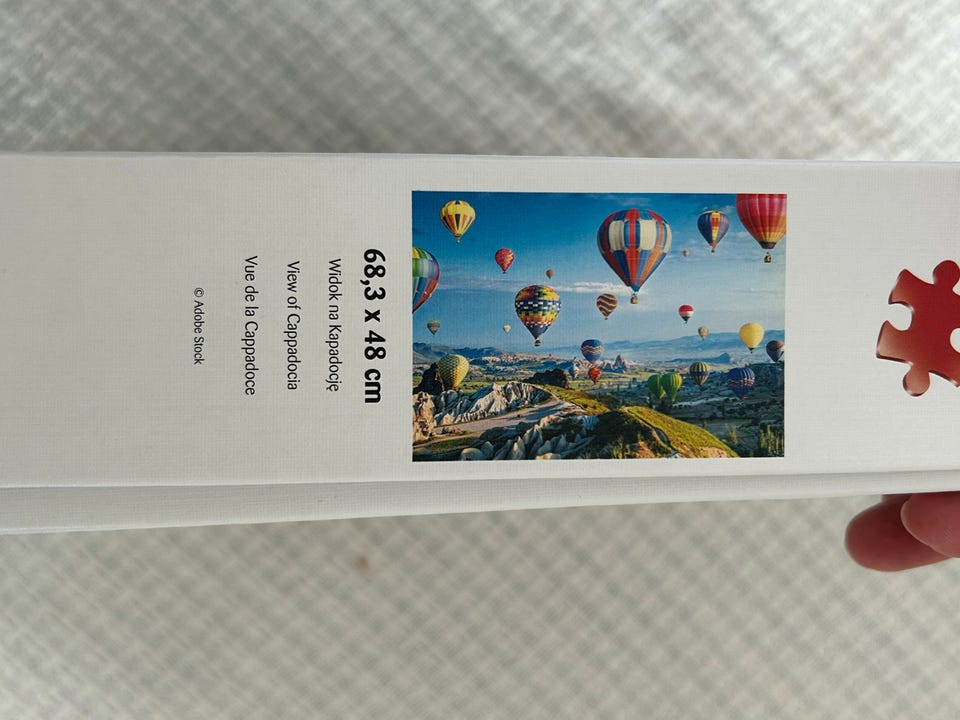 68,3 x 48 cm
Widok na Kapadocję
View of Cappadocia
Vue de la Cappadoce
© Adobe Stock